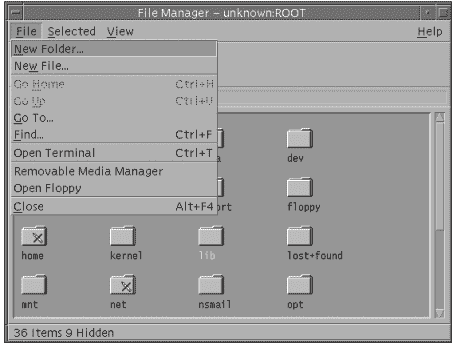 File Manager - unknown:ROOT
File Selected View Help
New Folder...
New File...
Go Home Ctrl+H
Go Up Ctrl+U
Go To...
Find... Ctrl+F
Open Terminal Ctrl+T
Removable Media Manager
Open Floppy
Close Alt+F4
dev
floppy
home kernel lib lost+found
mnt net nsmail opt
36 Items 9 Hidden